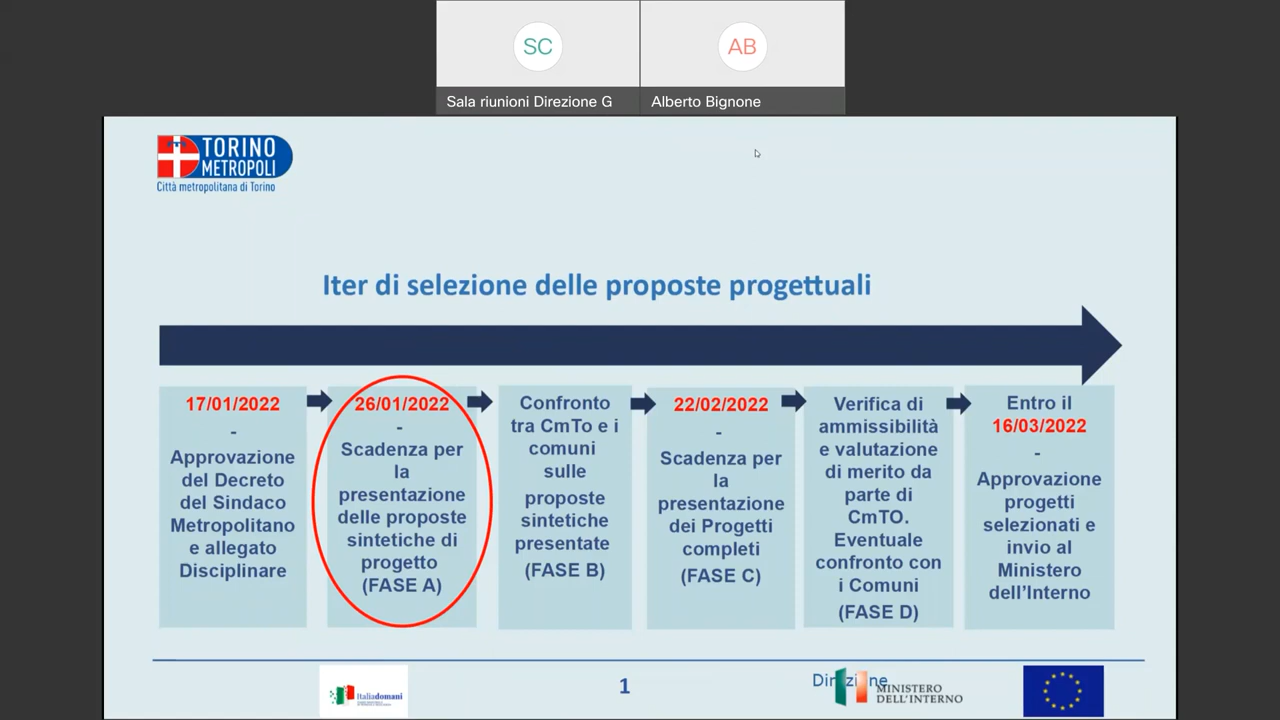 SC
AB
Sala riunioni Direzione G
Alberto Bignone
TORINO
METROPOLI
Città metropolitana di Torino
Iter di selezione delle proposte progettuali
17/01/2022
-
Approvazione
del Decreto
del Sindaco
Metropolitano
e allegato
Disciplinare
26/01/2022
-
Scadenza per
la
presentazione
delle proposte
sintetiche di
progetto
(FASE A)
Confronto
tra CmTo e i
comuni
sulle
proposte
sintetiche
presentate
(FASE B)
22/02/2022
-
Scadenza per
la
presentazione
dei Progetti
completi
(FASE C)
Verifica di
ammissibilità
e valutazione
di merito da
parte di
CmTO.
Eventuale
confronto con
i Comuni
(FASE D)
Entro il
16/03/2022
-
Approvazione
progetti
selezionati e
invio al
Ministero
dell'Interno
Italiadomani
1
Direzione
MINISTERO
DELL'INTERNO